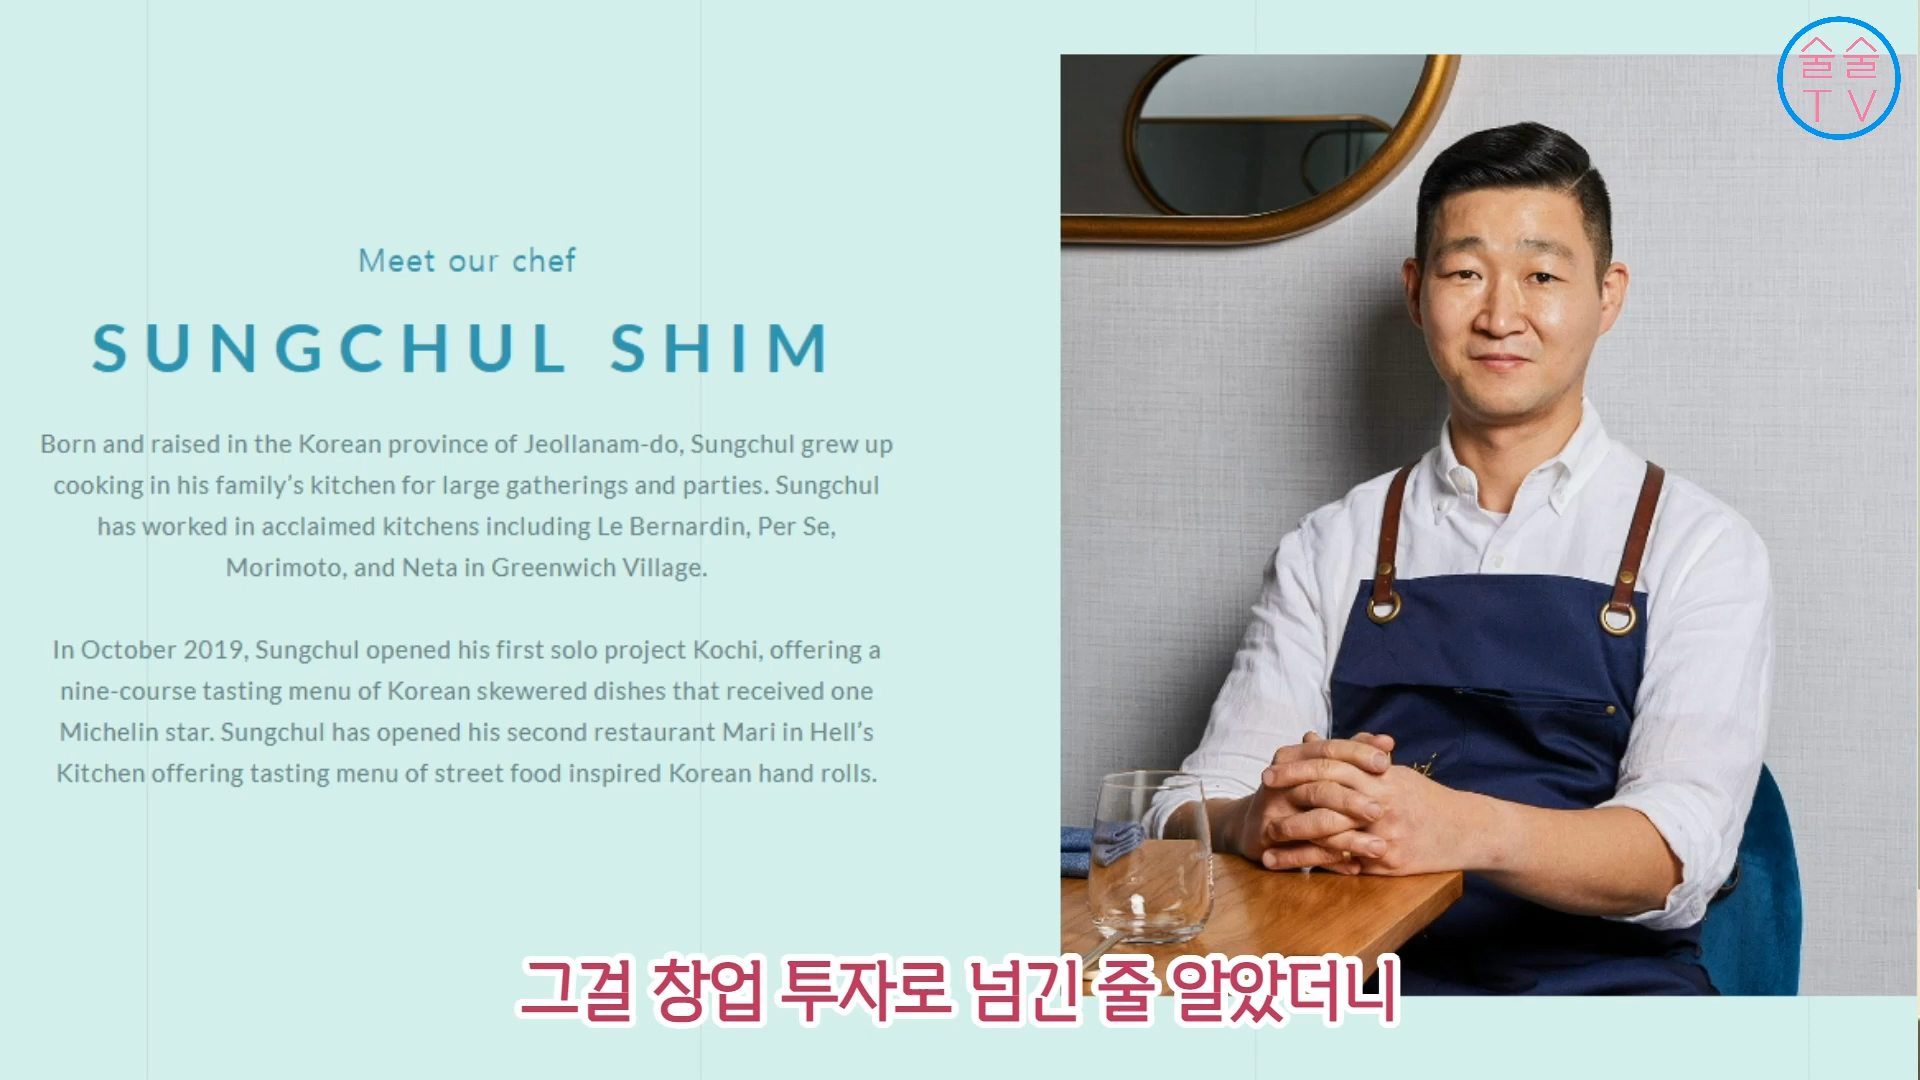 술술
TV
Meet our chef
SUNGCHUL SHIM
Born and raised in the Korean province of Jeollanam-do, Sungchul grew up
cooking in his family’s kitchen for large gatherings and parties. Sungchul
has worked in acclaimed kitchens including Le Bernardin, Per Se,
Morimoto, and Neta in Greenwich Village.
In October 2019, Sungchul opened his first solo project Kochi, offering a
nine-course tasting menu of Korean skewered dishes that received one
Michelin star. Sungchul has opened his second restaurant Mari in Hell’s
Kitchen offering tasting menu of street food inspired Korean hand rolls.
그걸 창업 투자로 넘긴 줄 알았더니